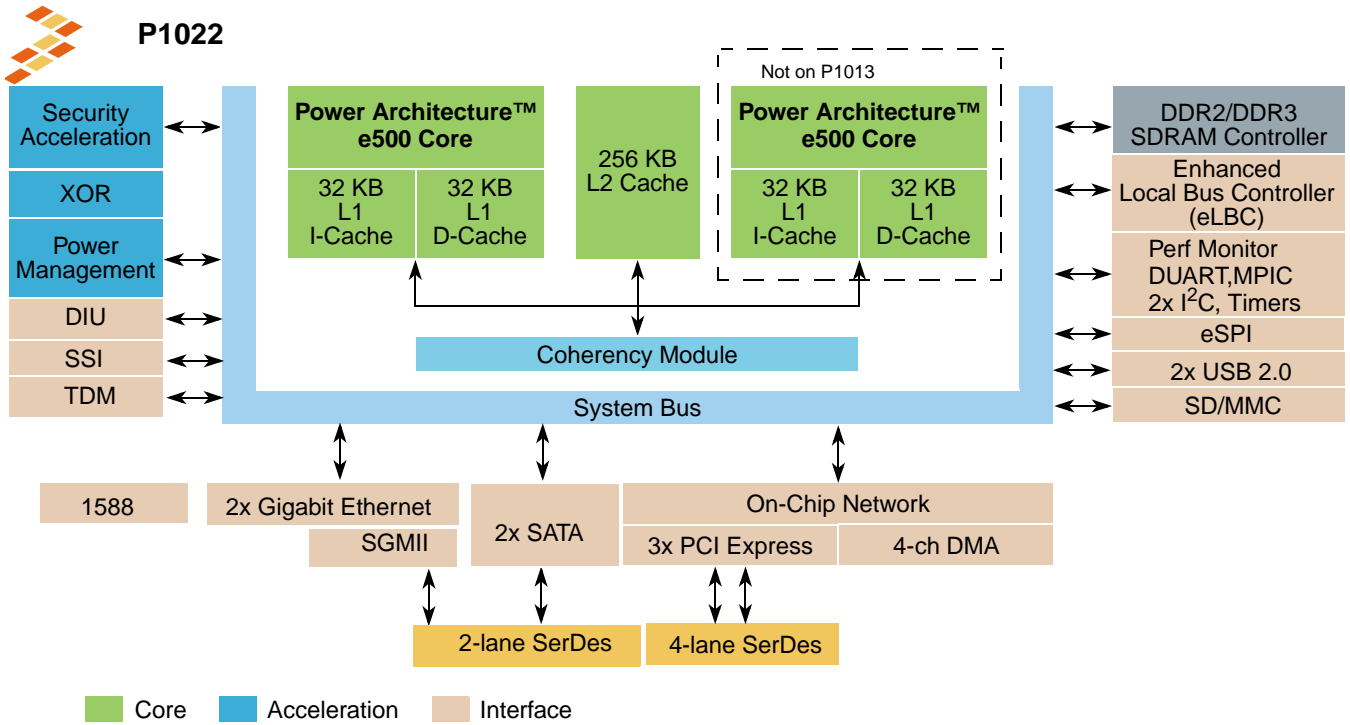 P1022
Not on P1013
Security
Acceleration
XOR
Power
Management
DIU
SSI
TDM
Power Architecture™
e500 Core
32 KB
L1
I-Cache
32 KB
L1
D-Cache
256 KB
L2 Cache
Power Architecture™
e500 Core
32 KB
L1
I-Cache
32 KB
L1
D-Cache
Coherency Module
System Bus
DDR2/DDR3
SDRAM Controller
Enhanced
Local Bus Controller
(eLBC)
Perf Monitor
DUART,MPIC
2x I²C, Timers
eSPI
2x USB 2.0
SD/MMC
1588
2x Gigabit Ethernet
SGMII
2x SATA
On-Chip Network
3x PCI Express
4-ch DMA
2-lane SerDes
4-lane SerDes
Core
Acceleration
Interface